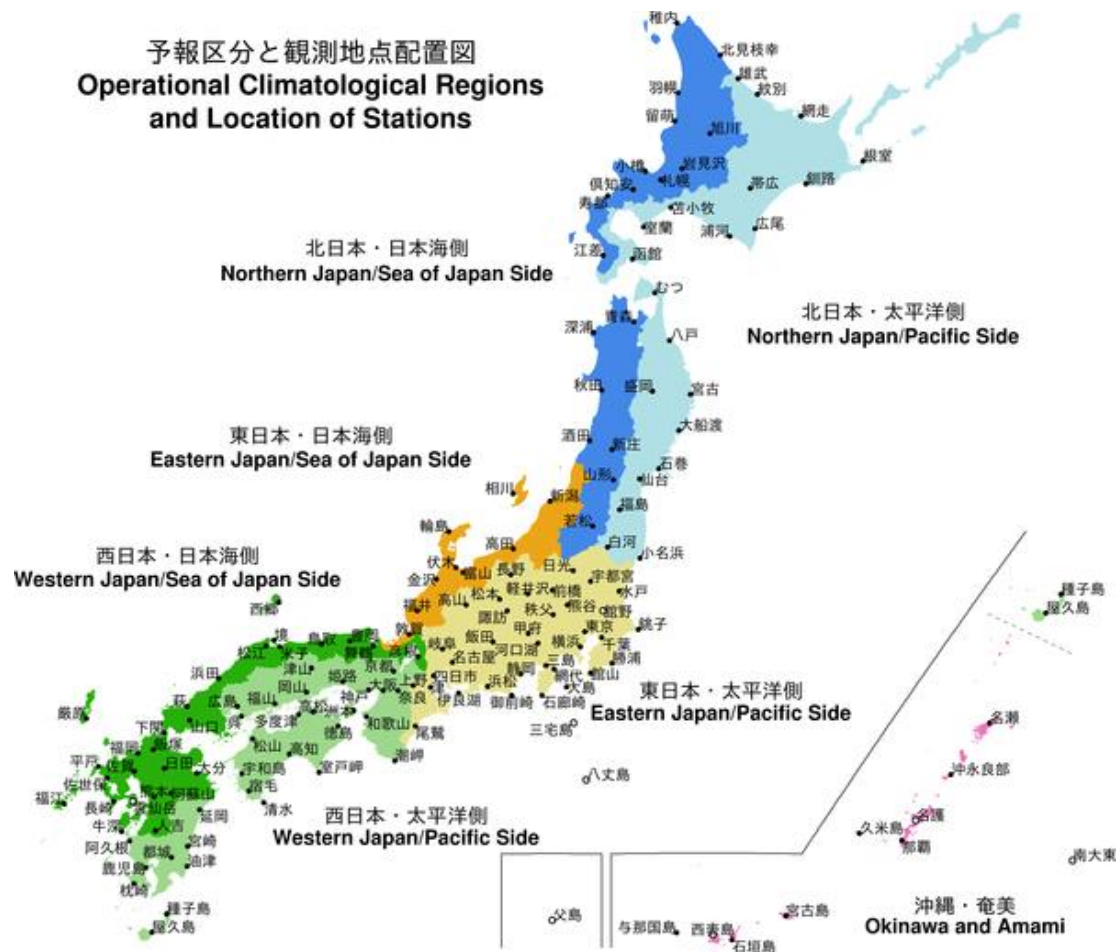 予報区分と観測地点配置図
Operational Climatological Regions
and Location of Stations
稚内
北見枝幸
雄武
羽幌
紋別
留萌
網走
旭川
根室
小樽
岩見沢
倶知安
札幌
帯広
釧路
寿都
苫小牧
室蘭
浦河
広尾
江差
函館
北日本・日本海側
Northern Japan/Sea of Japan Side
むつ
北日本・太平洋側
Northern Japan/Pacific Side
青森
深浦
八戸
秋田
盛岡
宮古
大船渡
酒田
新庄
東日本・日本海側
Eastern Japan/Sea of Japan Side
石巻
山形
仙台
相川
新潟
福島
若松
輪島
高田
白河
小名浜
西日本・日本海側
Western Japan/Sea of Japan Side
伏木
富山
長野
日光
宇都宮
金沢
軽井沢
前橋
水戸
西郷
福井
高山
松本
諏訪
秩父
熊谷
館野
種子島
屋久島
銚子
敦賀
甲府
東京
境
鳥取
豊岡
舞鶴
彦根
岐阜
飯田
河口湖
横浜
千葉
松江
米子
津山
姫路
京都
名古屋
静岡
三島
網代
勝浦
浜田
岡山
神戸
大阪
上野
四日市
津
浜松
大島
館山
萩
広島
福山
高松
洲本
奈良
伊良湖
御前崎
石廊崎
東日本・太平洋側
Eastern Japan/Pacific Side
厳原
下関
山口
呉
多度津
徳島
和歌山
尾鷲
三宅島
名瀬
福岡
飯塚
松山
高知
潮岬
平戸
佐賀
日田
大分
宇和島
室戸岬
八丈島
沖永良部
佐世保
熊本
阿蘇山
宿毛
福江
長崎
雲仙岳
延岡
清水
西日本・太平洋側
Western Japan/Pacific Side
名護
久米島
牛深
人吉
那覇
阿久根
都城
宮崎
南大東
鹿児島
油津
枕崎
種子島
屋久島
父島
与那国島
西表島
宮古島
石垣島
沖縄・奄美
Okinawa and Amami